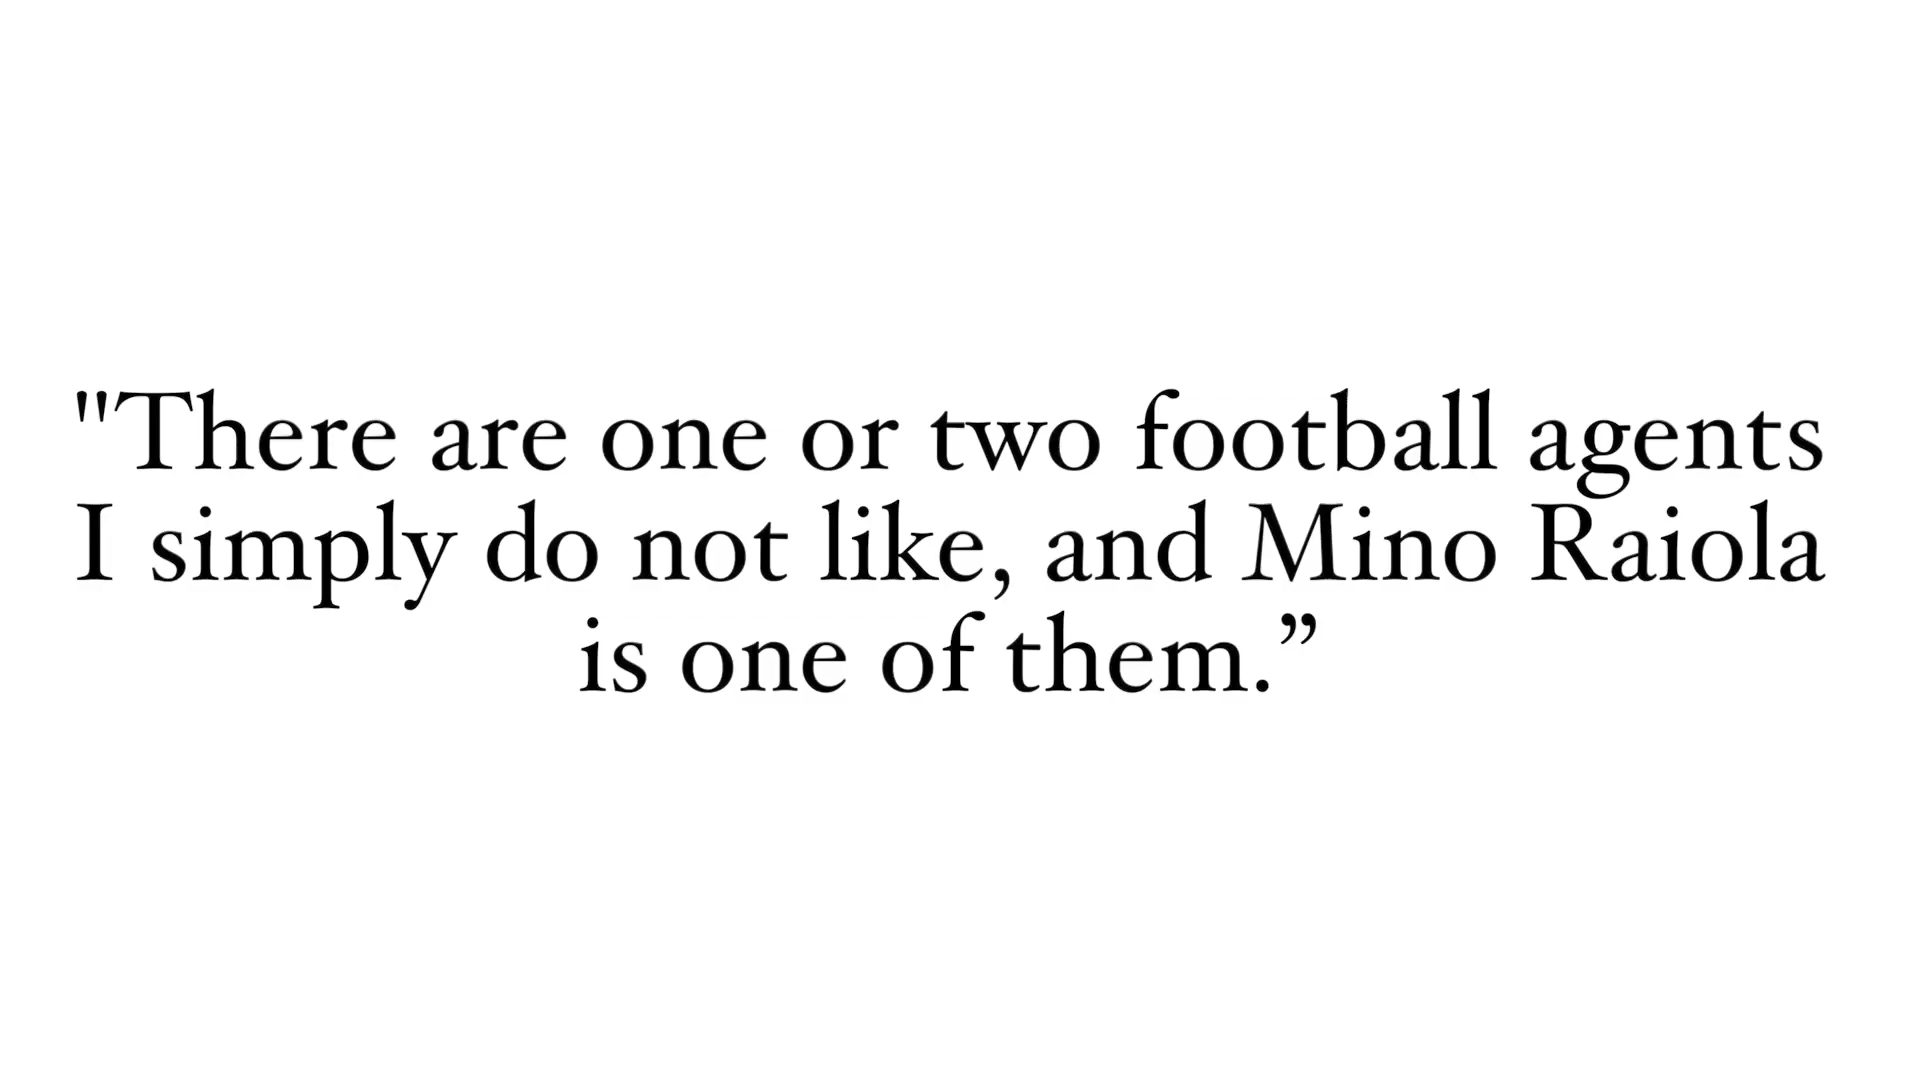 "There are one or two football agents
I simply do not like, and Mino Raiola
is one of them.”